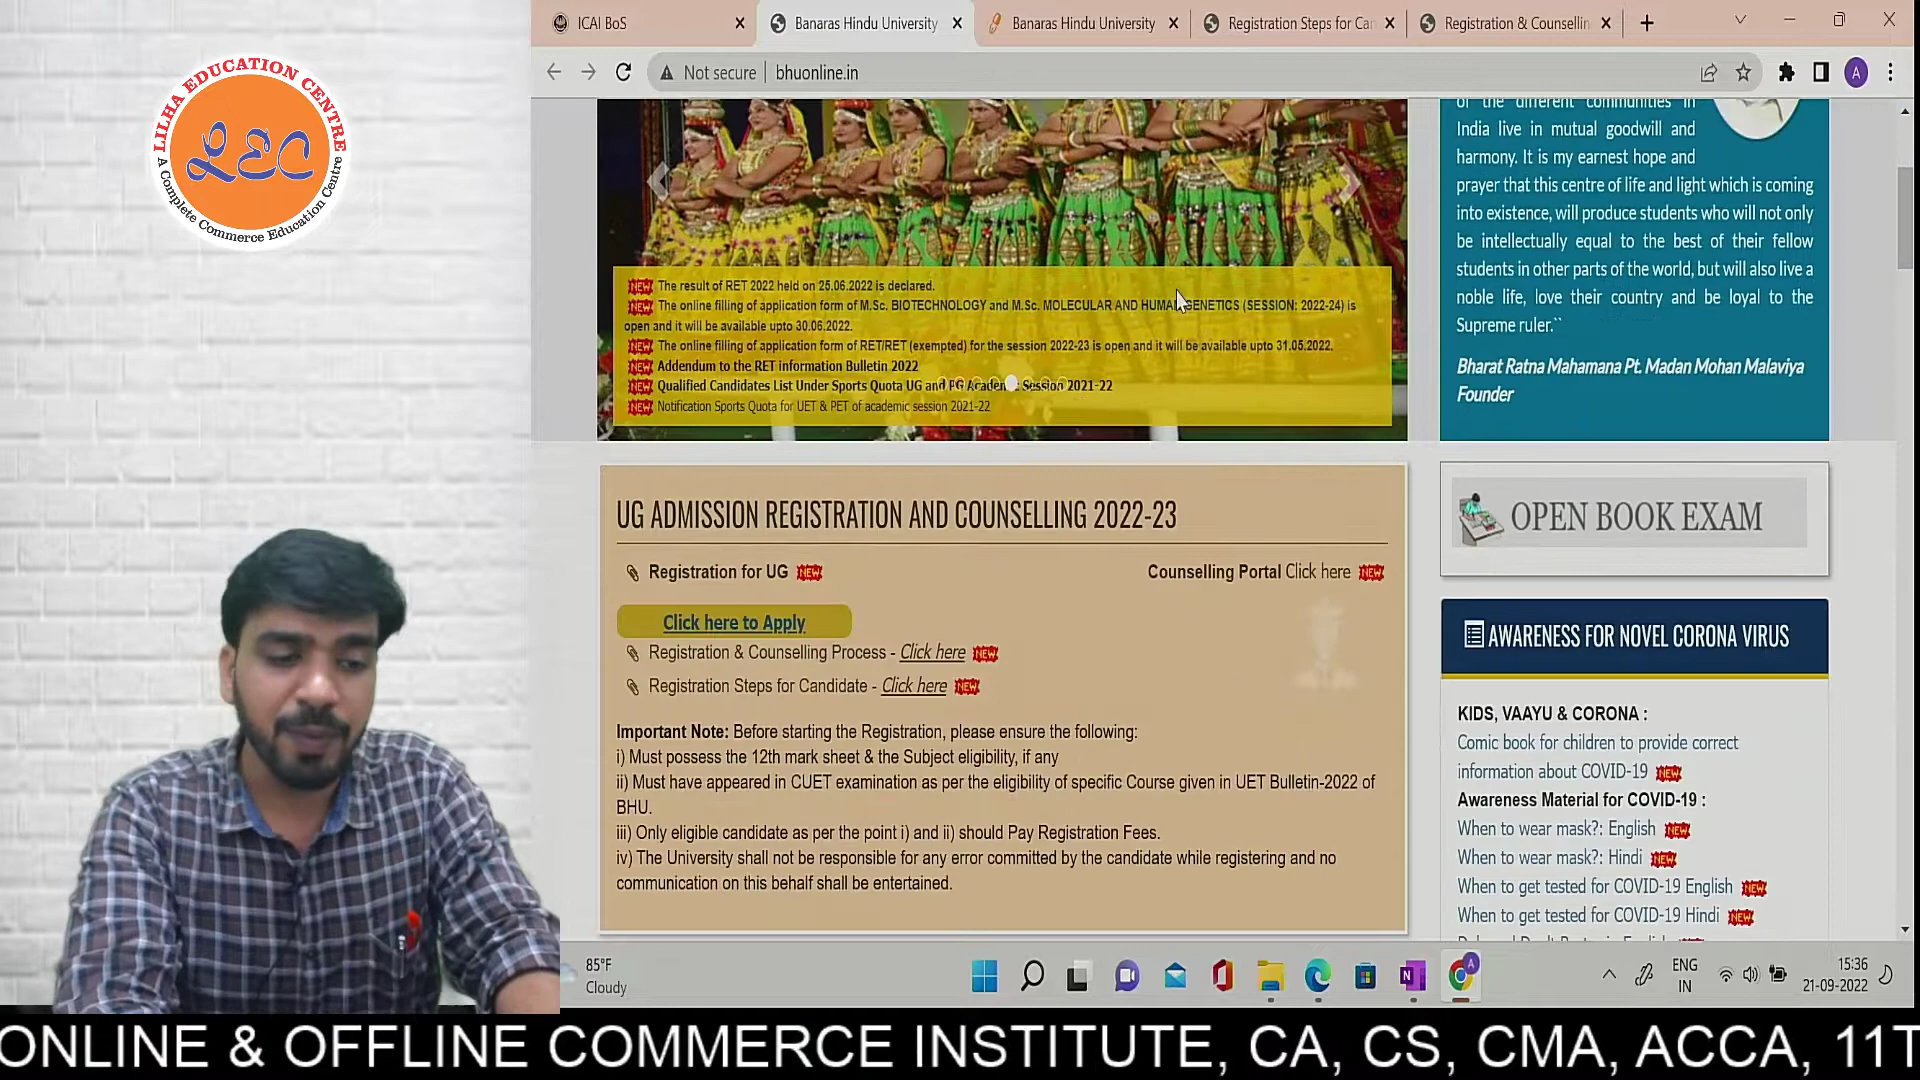 LILHA EDUCATION CENTRE
LEC
A Complete Commerce Education Centre
ICAI BoS
Banaras Hindu University
Banaras Hindu University
Registration Steps for Can
Registration & Counsellin
Not secure
bhuonline.in
A
of the different communities in
India live in mutual goodwill and
harmony. It is my earnest hope and
prayer that this centre of life and light which is coming
into existence, will produce students who will not only
be intellectually equal to the best of their fellow
students in other parts of the world, but will also live a
noble life, love their country and be loyal to the
Supreme ruler.``
Bharat Ratna Mahamana Pt. Madan Mohan Malaviya
Founder
NEW The result of RET 2022 held on 25.06.2022 is declared.
NEW The online filling of application form of M.Sc. BIOTECHNOLOGY and M.Sc. MOLECULAR AND HUMAN GENETICS (SESSION: 2022-24) is
open and it will be available upto 30.06.2022.
NEW The online filling of application form of RET/RET (exempted) for the session 2022-23 is open and it will be available upto 31.05.2022.
NEW Addendum to the RET information Bulletin 2022
NEW Qualified Candidates List Under Sports Quota UG and PG Academic Session 2021-22
NEW Notification Sports Quota for UET & PET of academic session 2021-22
UG ADMISSION REGISTRATION AND COUNSELLING 2022-23
Registration for UG NEW
Counselling Portal Click here NEW
Click here to Apply
Registration & Counselling Process - Click here NEW
Registration Steps for Candidate - Click here NEW
Important Note: Before starting the Registration, please ensure the following:
i) Must possess the 12th mark sheet & the Subject eligibility, if any
ii) Must have appeared in CUET examination as per the eligibility of specific Course given in UET Bulletin-2022 of
BHU.
iii) Only eligible candidate as per the point i) and ii) should Pay Registration Fees.
iv) The University shall not be responsible for any error committed by the candidate while registering and no
communication on this behalf shall be entertained.
OPEN BOOK EXAM
AWARENESS FOR NOVEL CORONA VIRUS
KIDS, VAAYU & CORONA :
Comic book for children to provide correct
information about COVID-19 NEW
Awareness Material for COVID-19 :
When to wear mask?: English NEW
When to wear mask?: Hindi NEW
When to get tested for COVID-19 English NEW
When to get tested for COVID-19 Hindi NEW
85°F
Cloudy
N
A
ENG
IN
15:36
21-09-2022
ONLINE & OFFLINE COMMERCE INSTITUTE, CA, CS, CMA, ACCA, 11T